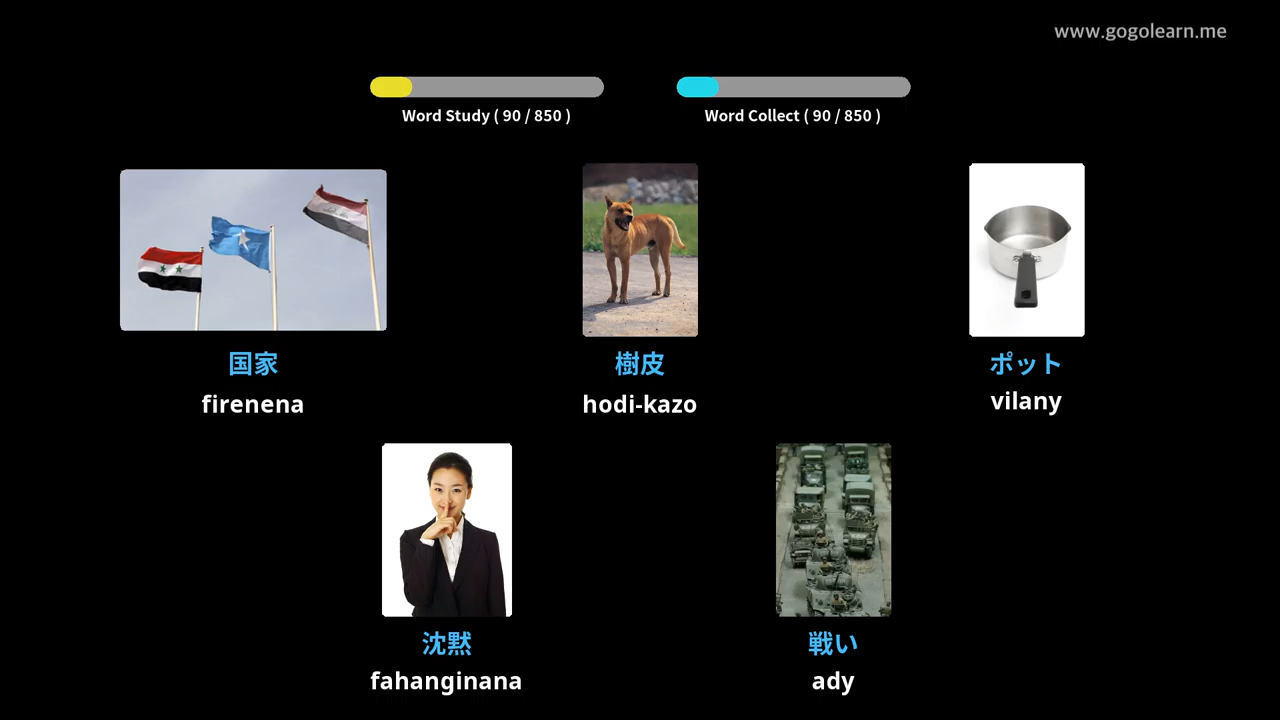 www.gogolearn.me
Word Study ( 90 / 850 )
Word Collect ( 90 / 850 )
国家
firenena
樹皮
hodi-kazo
ポット
vilany
沈黙
fahanginana
戦い
ady